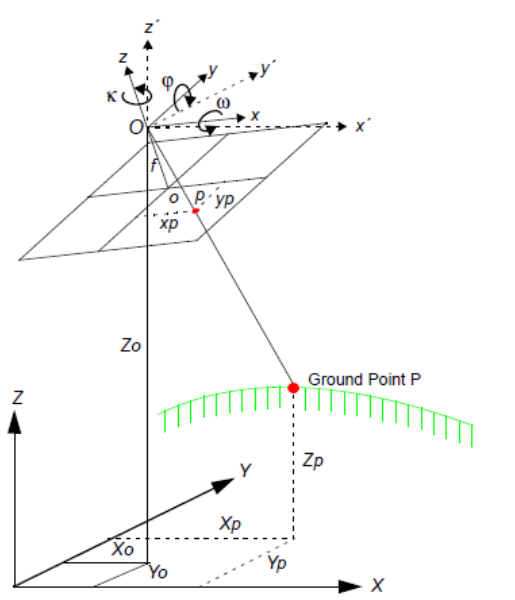 z´
z
y
y´
φ
κ
ω
x
O
x´
f
o
p
yp
xp
Zo
Ground Point P
Z
Zp
Y
Xp
Xo
Yo
Yp
X